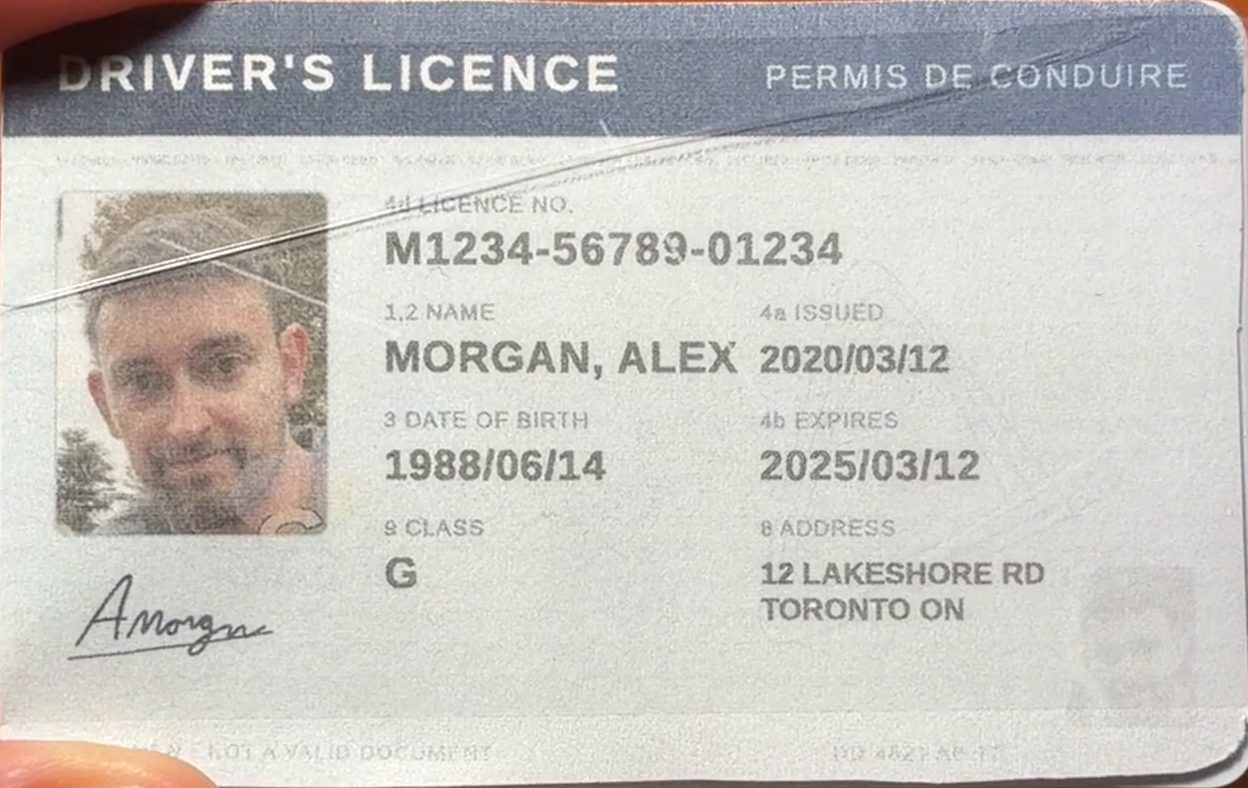 DRIVER'S LICENCE PERMIS DE CONDUIRE
4d LICENCE NO.
M1234-56789-01234
1,2 NAME 4a ISSUED
MORGAN, ALEX 2020/03/12
3 DATE OF BIRTH 4b EXPIRES
1988/06/14 2025/03/12
9 CLASS 8 ADDRESS
G 12 LAKESHORE RD
TORONTO ON
AMorgan
NOT A VALID DOCUMENT